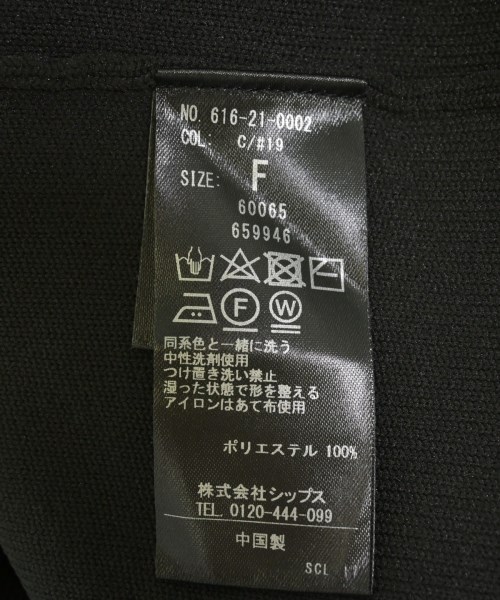 NO. 616-21-0002
COL: C/#19
SIZE: F
60065
659946
F W
同系色と一緒に洗う
中性洗剤使用
つけ置き洗い禁止
湿った状態で形を整える
アイロンはあて布使用
ポリエステル 100%
株式会社シップス
TEL. 0120-444-099
中国製
SCL